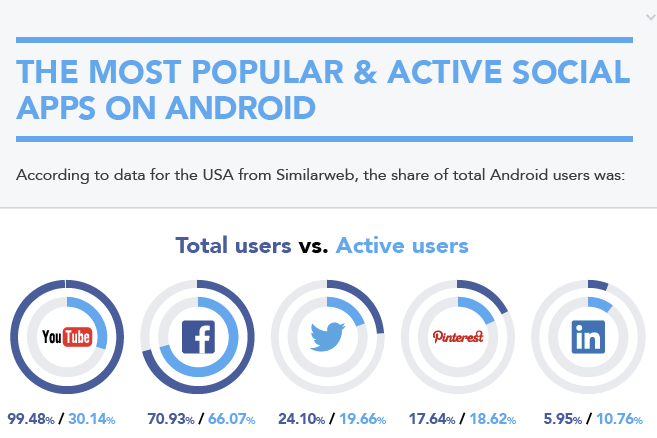 THE MOST POPULAR & ACTIVE SOCIAL
APPS ON ANDROID
According to data for the USA from Similarweb, the share of total Android users was:
Total users vs. Active users
YouTube
f
Pinterest
in
99.48% / 30.14%
70.93% / 66.07%
24.10% / 19.66%
17.64% / 18.62%
5.95% / 10.76%